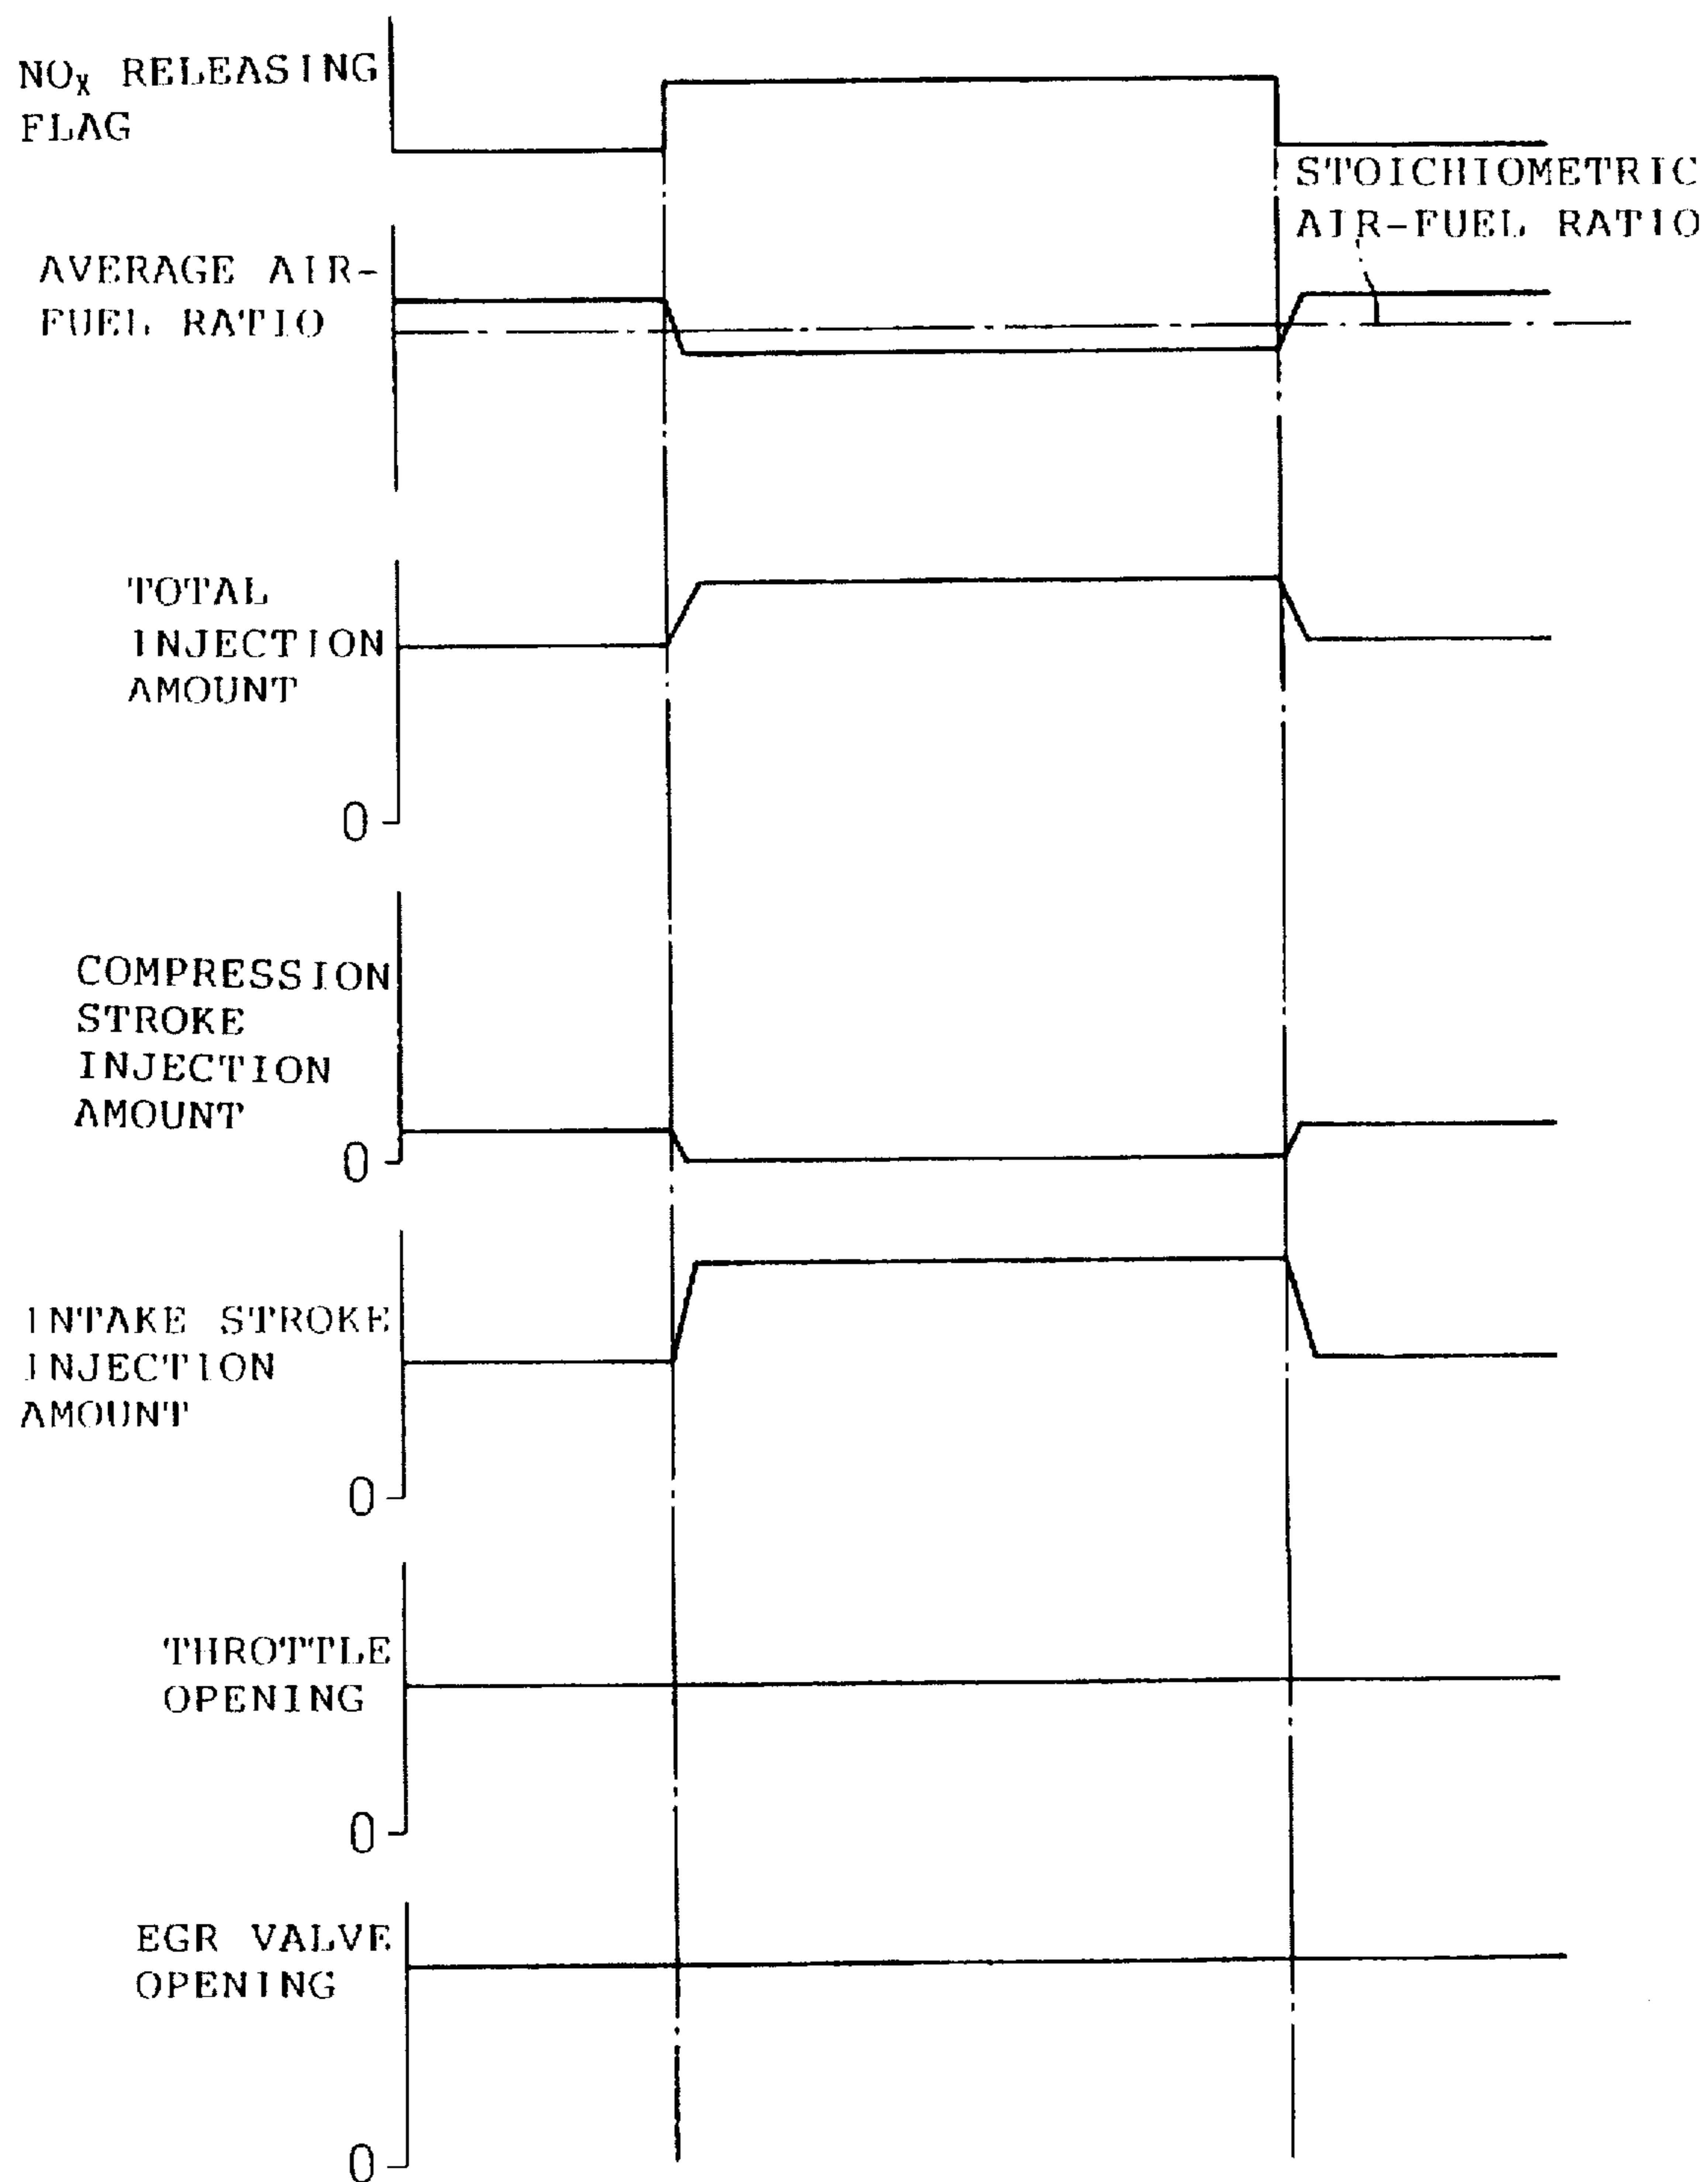 NOx RELEASING
FLAG
STOICHIOMETRIC
AIR-FUEL RATIO
AVERAGE AIR-
FUEL RATIO
TOTAL
INJECTION
AMOUNT
0
COMPRESSION
STROKE
INJECTION
AMOUNT
0
INTAKE STROKE
INJECTION
AMOUNT
0
THROTTLE
OPENING
0
EGR VALVE
OPENING
0